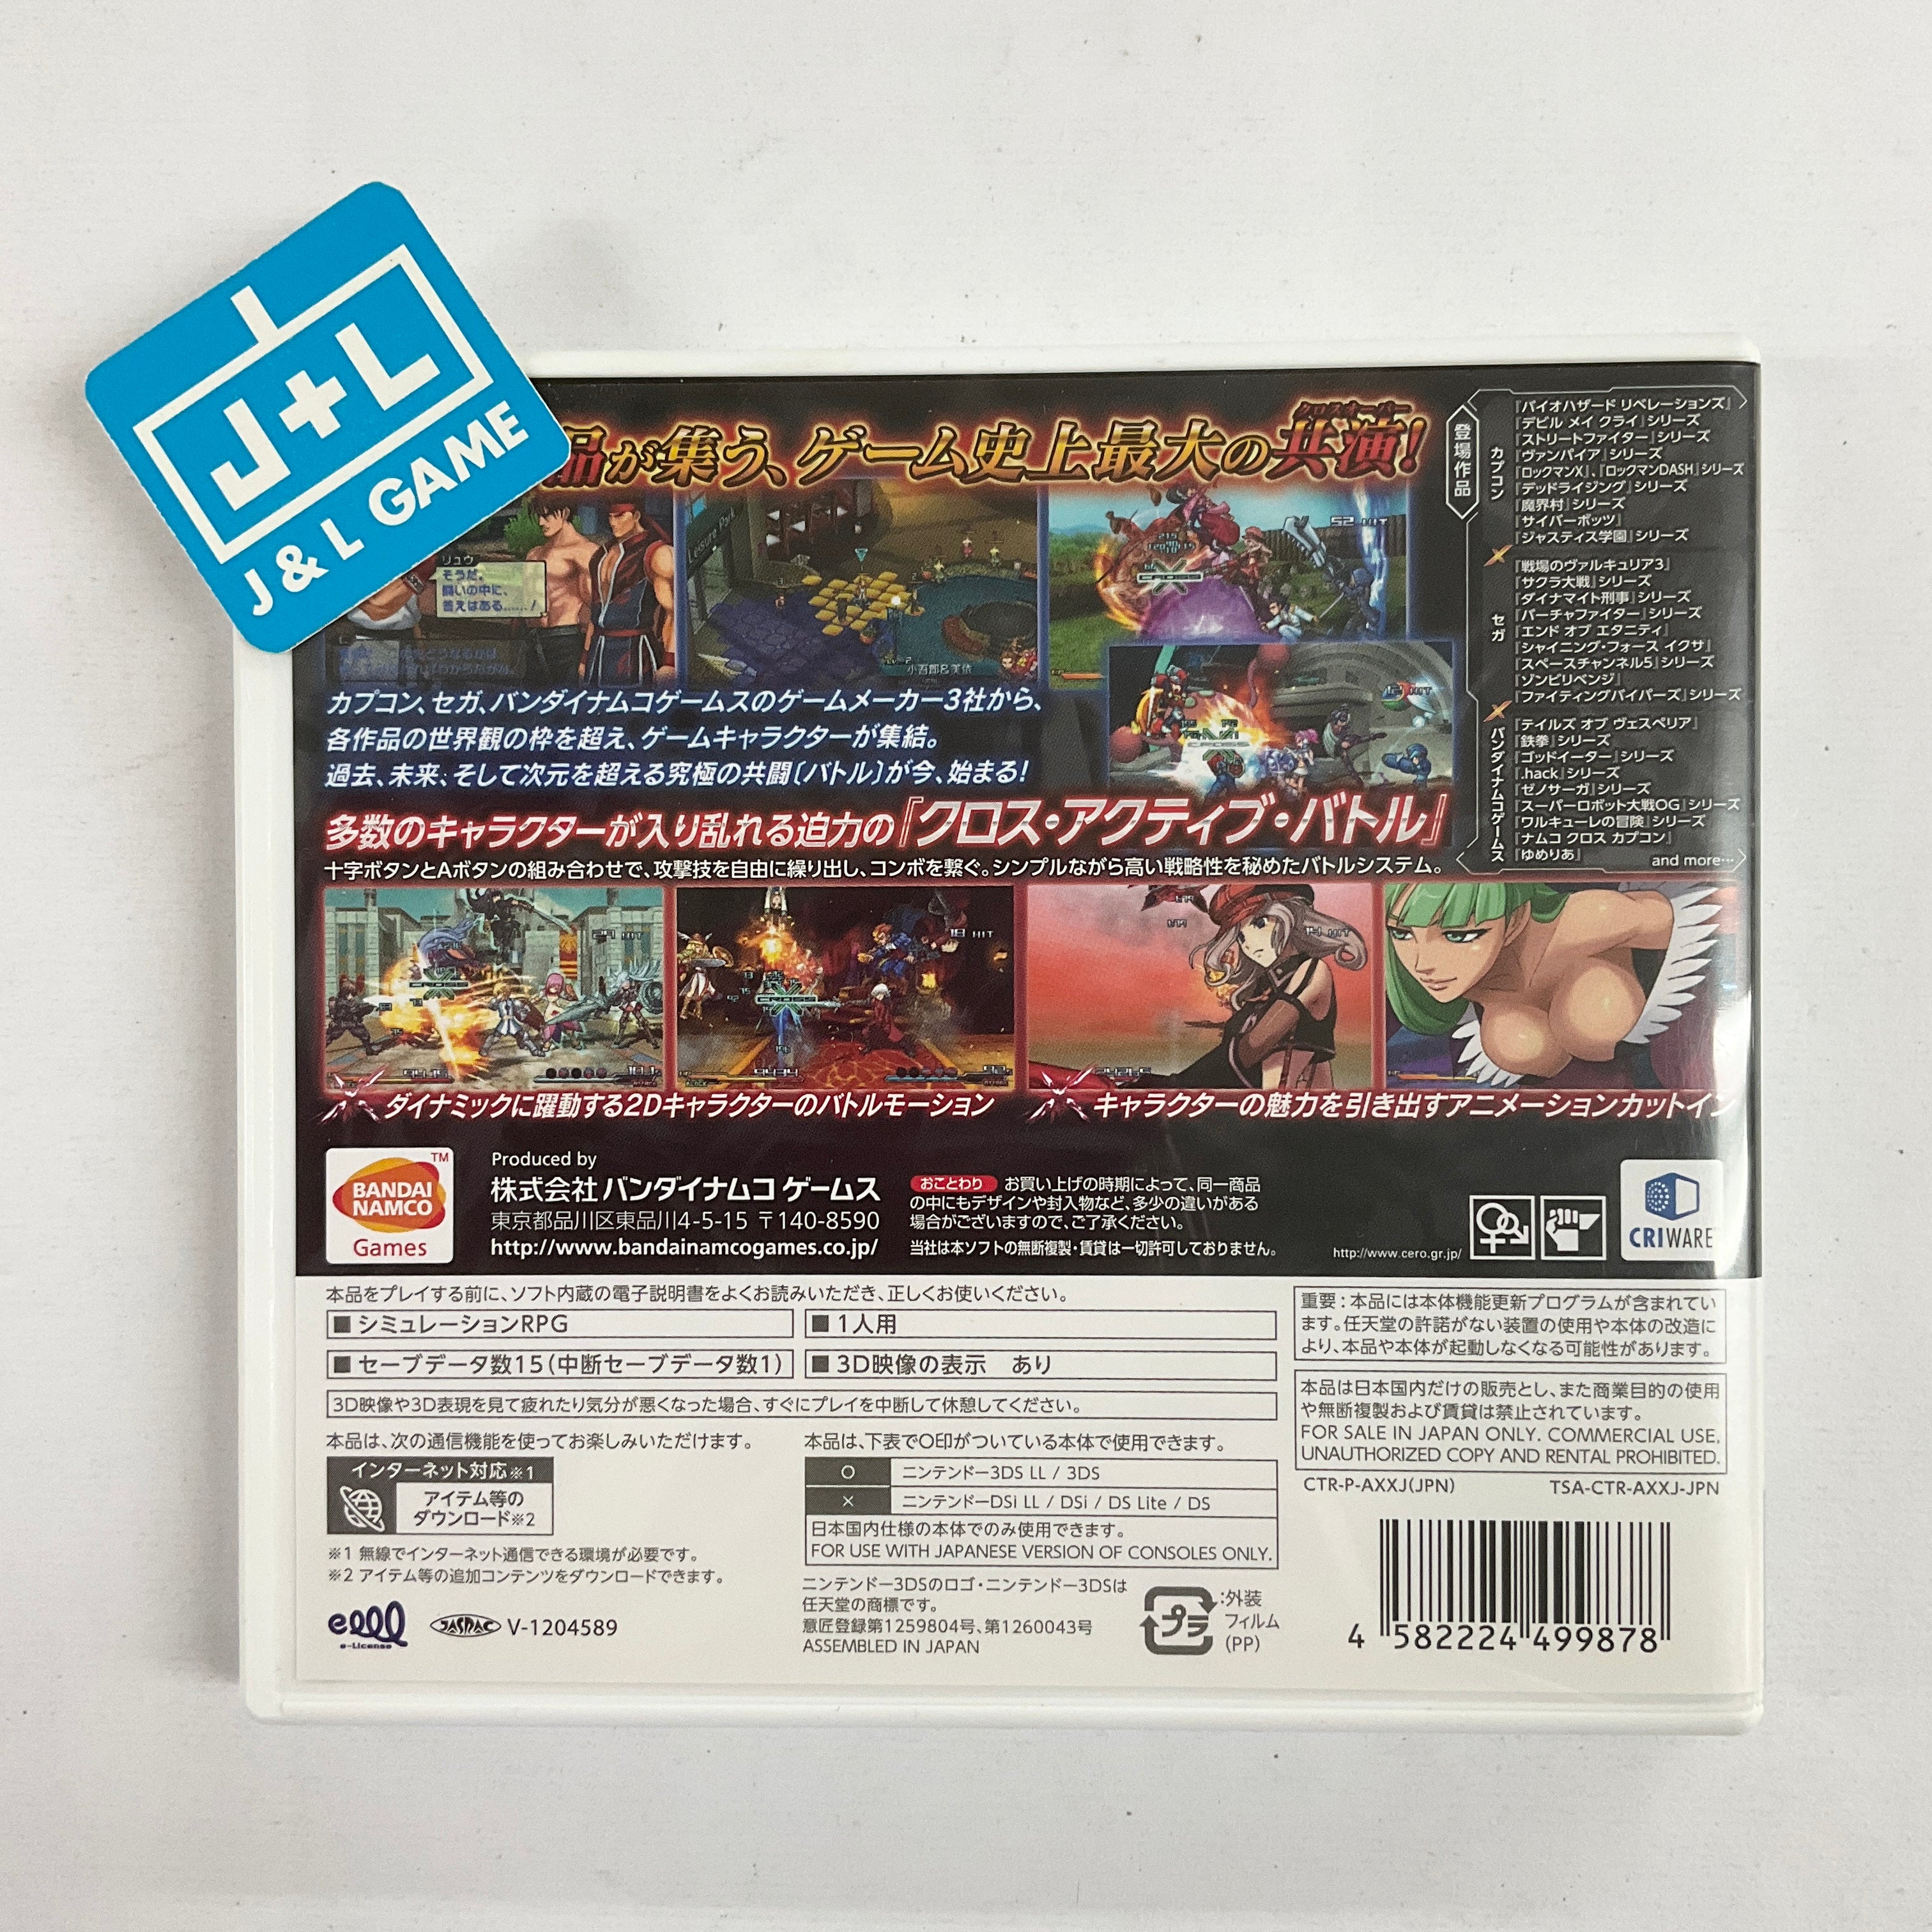 J+L
J & L GAME
品が集う、ゲーム史上最大の共演!
クロスオーバー
リュウ
そうだ。
闘いの中に、
答えはある……!
Leisure Park
小吾郎&美依
52 HIT
CROSS
12 HIT
登場作品
カプコン
『バイオハザード リベレーションズ』
『デビル メイ クライ』シリーズ
『ストリートファイター』シリーズ
『ヴァンパイア』シリーズ
『ロックマンX』、『ロックマンDASH』シリーズ
『デッドライジング』シリーズ
『魔界村』シリーズ
『サイバーボッツ』
『ジャスティス学園』シリーズ
セガ
『戦場のヴァルキュリア3』
『サクラ大戦』シリーズ
『ダイナマイト刑事』シリーズ
『バーチャファイター』シリーズ
『エンド オブ エタニティ』
『シャイニング・フォース イクサ』
『スペースチャンネル5』シリーズ
『ゾンビリベンジ』
『ファイティングバイパーズ』シリーズ
バンダイナムコゲームス
『テイルズ オブ ヴェスペリア』
『鉄拳』シリーズ
『ゴッドイーター』シリーズ
『.hack』シリーズ
『ゼノサーガ』シリーズ
『スーパーロボット大戦OG』シリーズ
『ワルキューレの冒険』シリーズ
『ナムコ クロス カプコン』
『ゆめりあ』
and more…
カプコン、セガ、バンダイナムコゲームスのゲームメーカー3社から、
各作品の世界観の枠を超え、ゲームキャラクターが集結。
過去、未来、そして次元を超える究極の共闘〔バトル〕が今、始まる!
多数のキャラクターが入り乱れる迫力の『クロス・アクティブ・バトル』
十字ボタンとAボタンの組み合わせで、攻撃技を自由に繰り出し、コンボを繋ぐ。シンプルながら高い戦略性を秘めたバトルシステム。
CROSS
18 HIT
CROSS
ダイナミックに躍動する2Dキャラクターのバトルモーション
キャラクターの魅力を引き出すアニメーションカットイン
BANDAI
NAMCO
Games
TM
Produced by
株式会社 バンダイナムコ ゲームス
東京都品川区東品川4-5-15 〒140-8590
http://www.bandainamcogames.co.jp/
おことわり お買い上げの時期によって、同一商品
の中にもデザインや封入物など、多少の違いがある
場合がございますので、ご了承ください。
当社は本ソフトの無断複製・賃貸は一切許可しておりません。
http://www.cero.gr.jp/
CRIWARE
本品をプレイする前に、ソフト内蔵の電子説明書をよくお読みいただき、正しくお使いください。
■ シミュレーションRPG
■ 1人用
■ セーブデータ数15(中断セーブデータ数1)
■ 3D映像の表示 あり
3D映像や3D表現を見て疲れたり気分が悪くなった場合、すぐにプレイを中断して休憩してください。
本品は、次の通信機能を使ってお楽しみいただけます。
インターネット対応※1
アイテム等の
ダウンロード※2
※1 無線でインターネット通信できる環境が必要です。
※2 アイテム等の追加コンテンツをダウンロードできます。
e-License
JASRAC
V-1204589
本品は、下表で○印がついている本体で使用できます。
○ ニンテンドー3DS LL / 3DS
× ニンテンドーDSi LL / DSi / DS Lite / DS
日本国内仕様の本体でのみ使用できます。
FOR USE WITH JAPANESE VERSION OF CONSOLES ONLY.
ニンテンドー3DSのロゴ・ニンテンドー3DSは
任天堂の商標です。
意匠登録第1259804号、第1260043号
ASSEMBLED IN JAPAN
プラ
:外装
フィルム
(PP)
重要:本品には本体機能更新プログラムが含まれてい
ます。任天堂の許諾がない装置の使用や本体の改造に
より、本品や本体が起動しなくなる可能性があります。
本品は日本国内だけの販売とし、また商業目的の使用
や無断複製および賃貸は禁止されています。
FOR SALE IN JAPAN ONLY. COMMERCIAL USE,
UNAUTHORIZED COPY AND RENTAL PROHIBITED.
CTR-P-AXXJ(JPN)
TSA-CTR-AXXJ-JPN
4 582224 499878